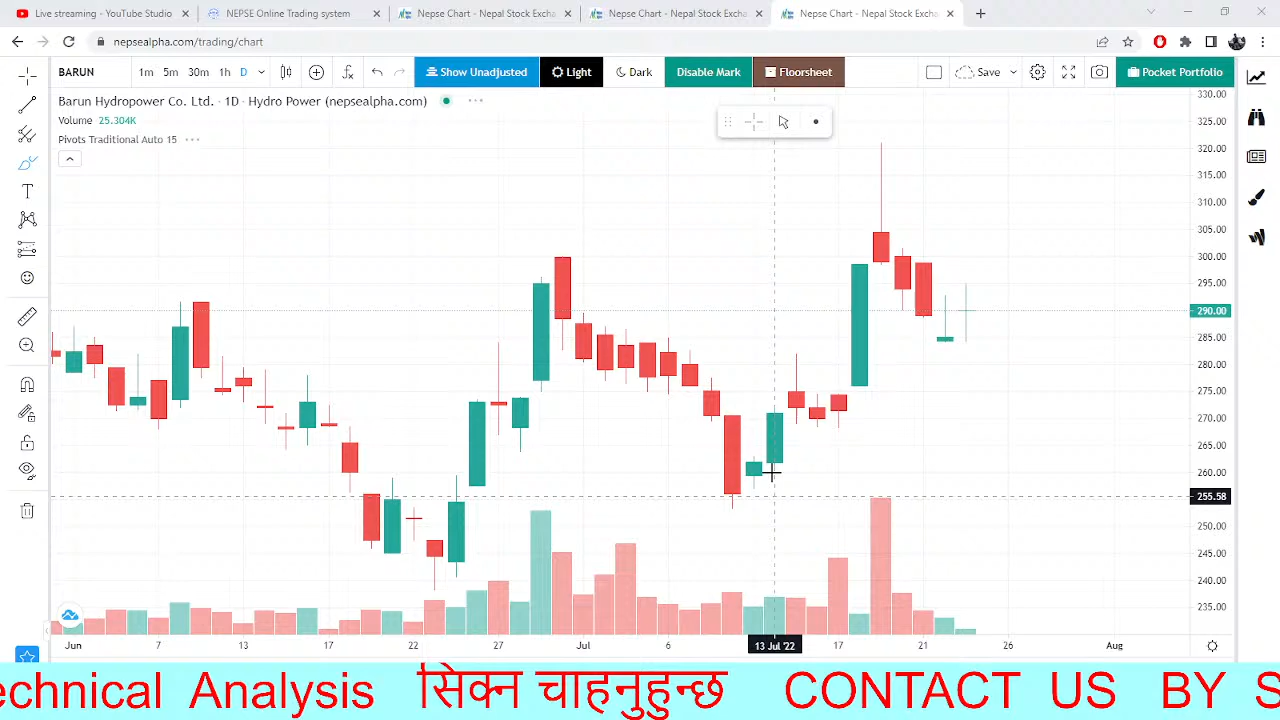 Live streaming - YouTube Studio
NEPSE Online Trading system
Nepse Chart - Nepal Stock Excha
Nepse Chart - Nepal Stock Excha
nepsealpha.com/trading/chart
BARUN 1m 5m 30m 1h D Show Unadjusted Light Dark Disable Mark Floorsheet Save Pocket Portfolio
Barun Hydropower Co. Ltd. · 1D · Hydro Power (nepsealpha.com)
Volume 25.304K
Pivots Traditional Auto 15
330.00
325.00
320.00
315.00
310.00
305.00
300.00
295.00
290.00
285.00
280.00
275.00
270.00
265.00
260.00
255.58
250.00
245.00
240.00
235.00
Jun 7 13 17 22 27 Jul 6 13 Jul '22 17 21 26 Aug
echnical Analysis सिक्न चाहनुहुन्छ CONTACT US BY S